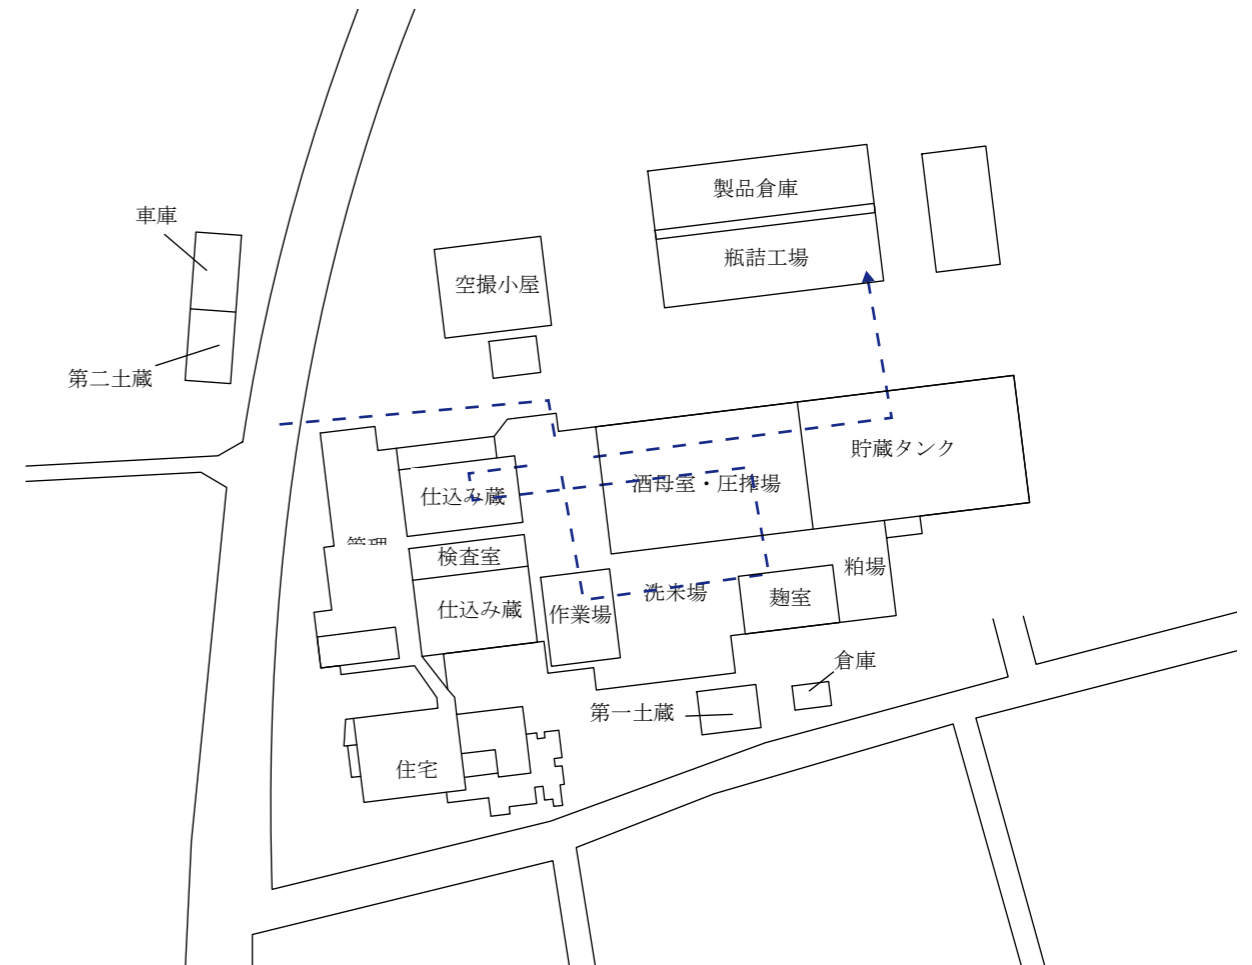 製品倉庫
車庫
瓶詰工場
空撮小屋
第二土蔵
貯蔵タンク
酒母室・圧搾場
仕込み蔵
管理
検査室
粕場
洗米場
麹室
仕込み蔵
作業場
倉庫
第一土蔵
住宅